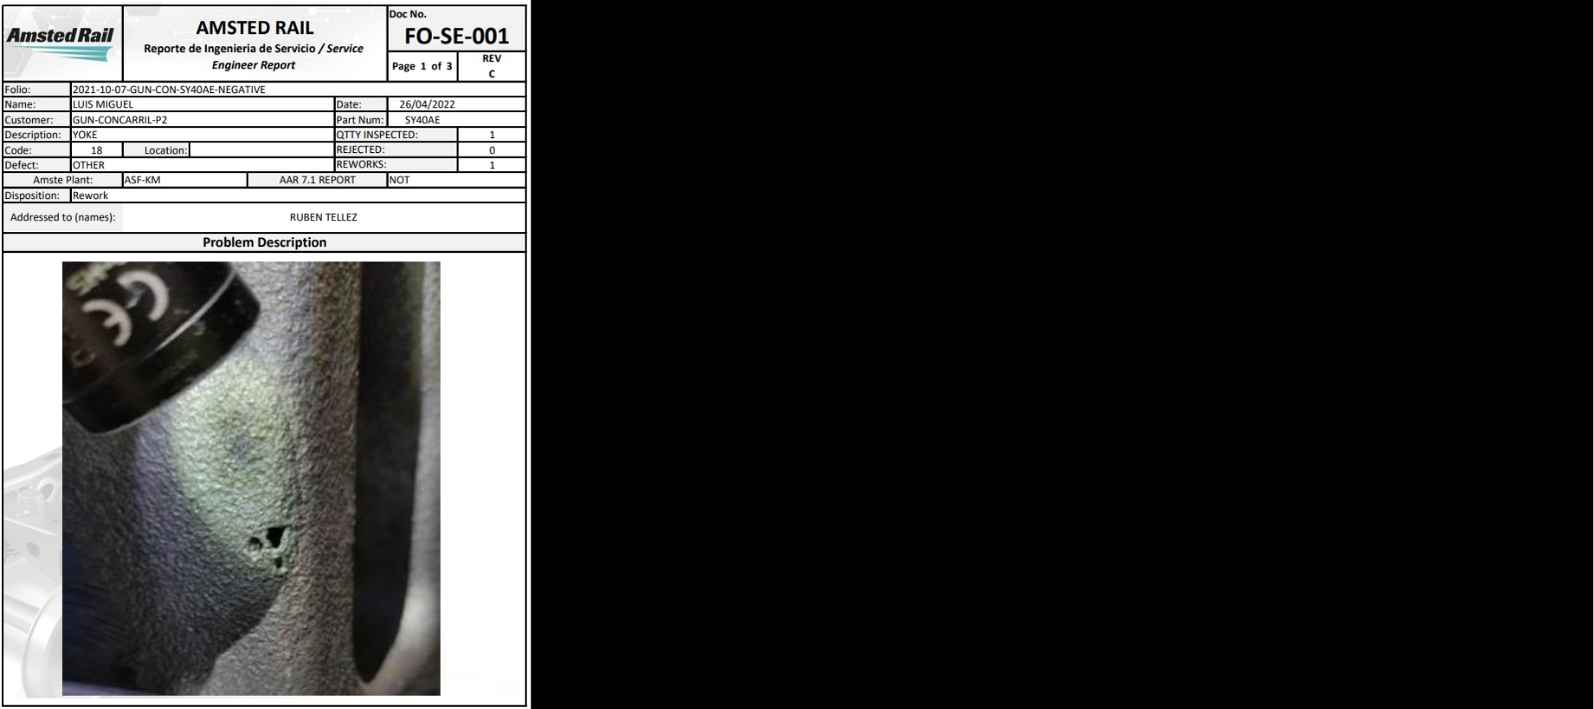 Amsted Rail
AMSTED RAIL
Reporte de Ingenieria de Servicio / Service
Engineer Report
Doc No.
FO-SE-001
Page 1 of 3
REV
C
Folio: 2021-10-07-GUN-CON-SY40AE-NEGATIVE
Name: LUIS MIGUEL Date: 26/04/2022
Customer: GUN-CONCARRIL-P2 Part Num: SY40AE
Description: YOKE QTTY INSPECTED: 1
Code: 18 Location: REJECTED: 0
Defect: OTHER REWORKS: 1
Amste Plant: ASF-KM AAR 7.1 REPORT NOT
Disposition: Rework
Addressed to (names): RUBEN TELLEZ
Problem Description
CE